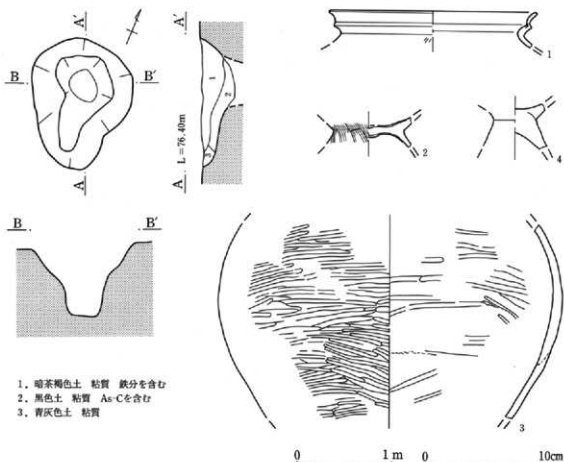 A′
A′
B
B′
1
2
3
A
A L=76.40m
B
B′
1
2
4
3
1、暗茶褐色土 粘質 鉄分を含む
2、黒色土 粘質 As-Cを含む
3、青灰色土 粘質
0 1m 0 10cm